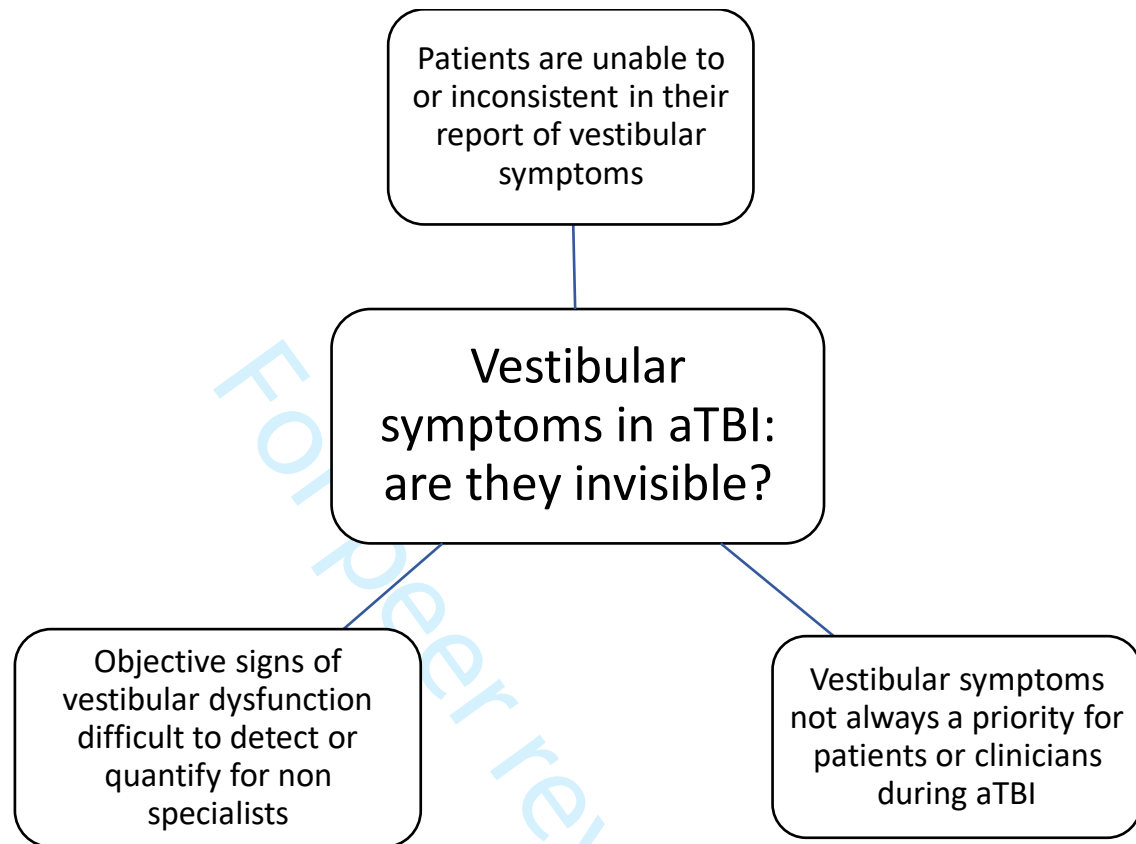 Patients are unable to
or inconsistent in their
report of vestibular
symptoms
Vestibular
symptoms in aTBI:
are they invisible?
Objective signs of
vestibular dysfunction
difficult to detect or
quantify for non
specialists
Vestibular symptoms
not always a priority for
patients or clinicians
during aTBI
For peer rev